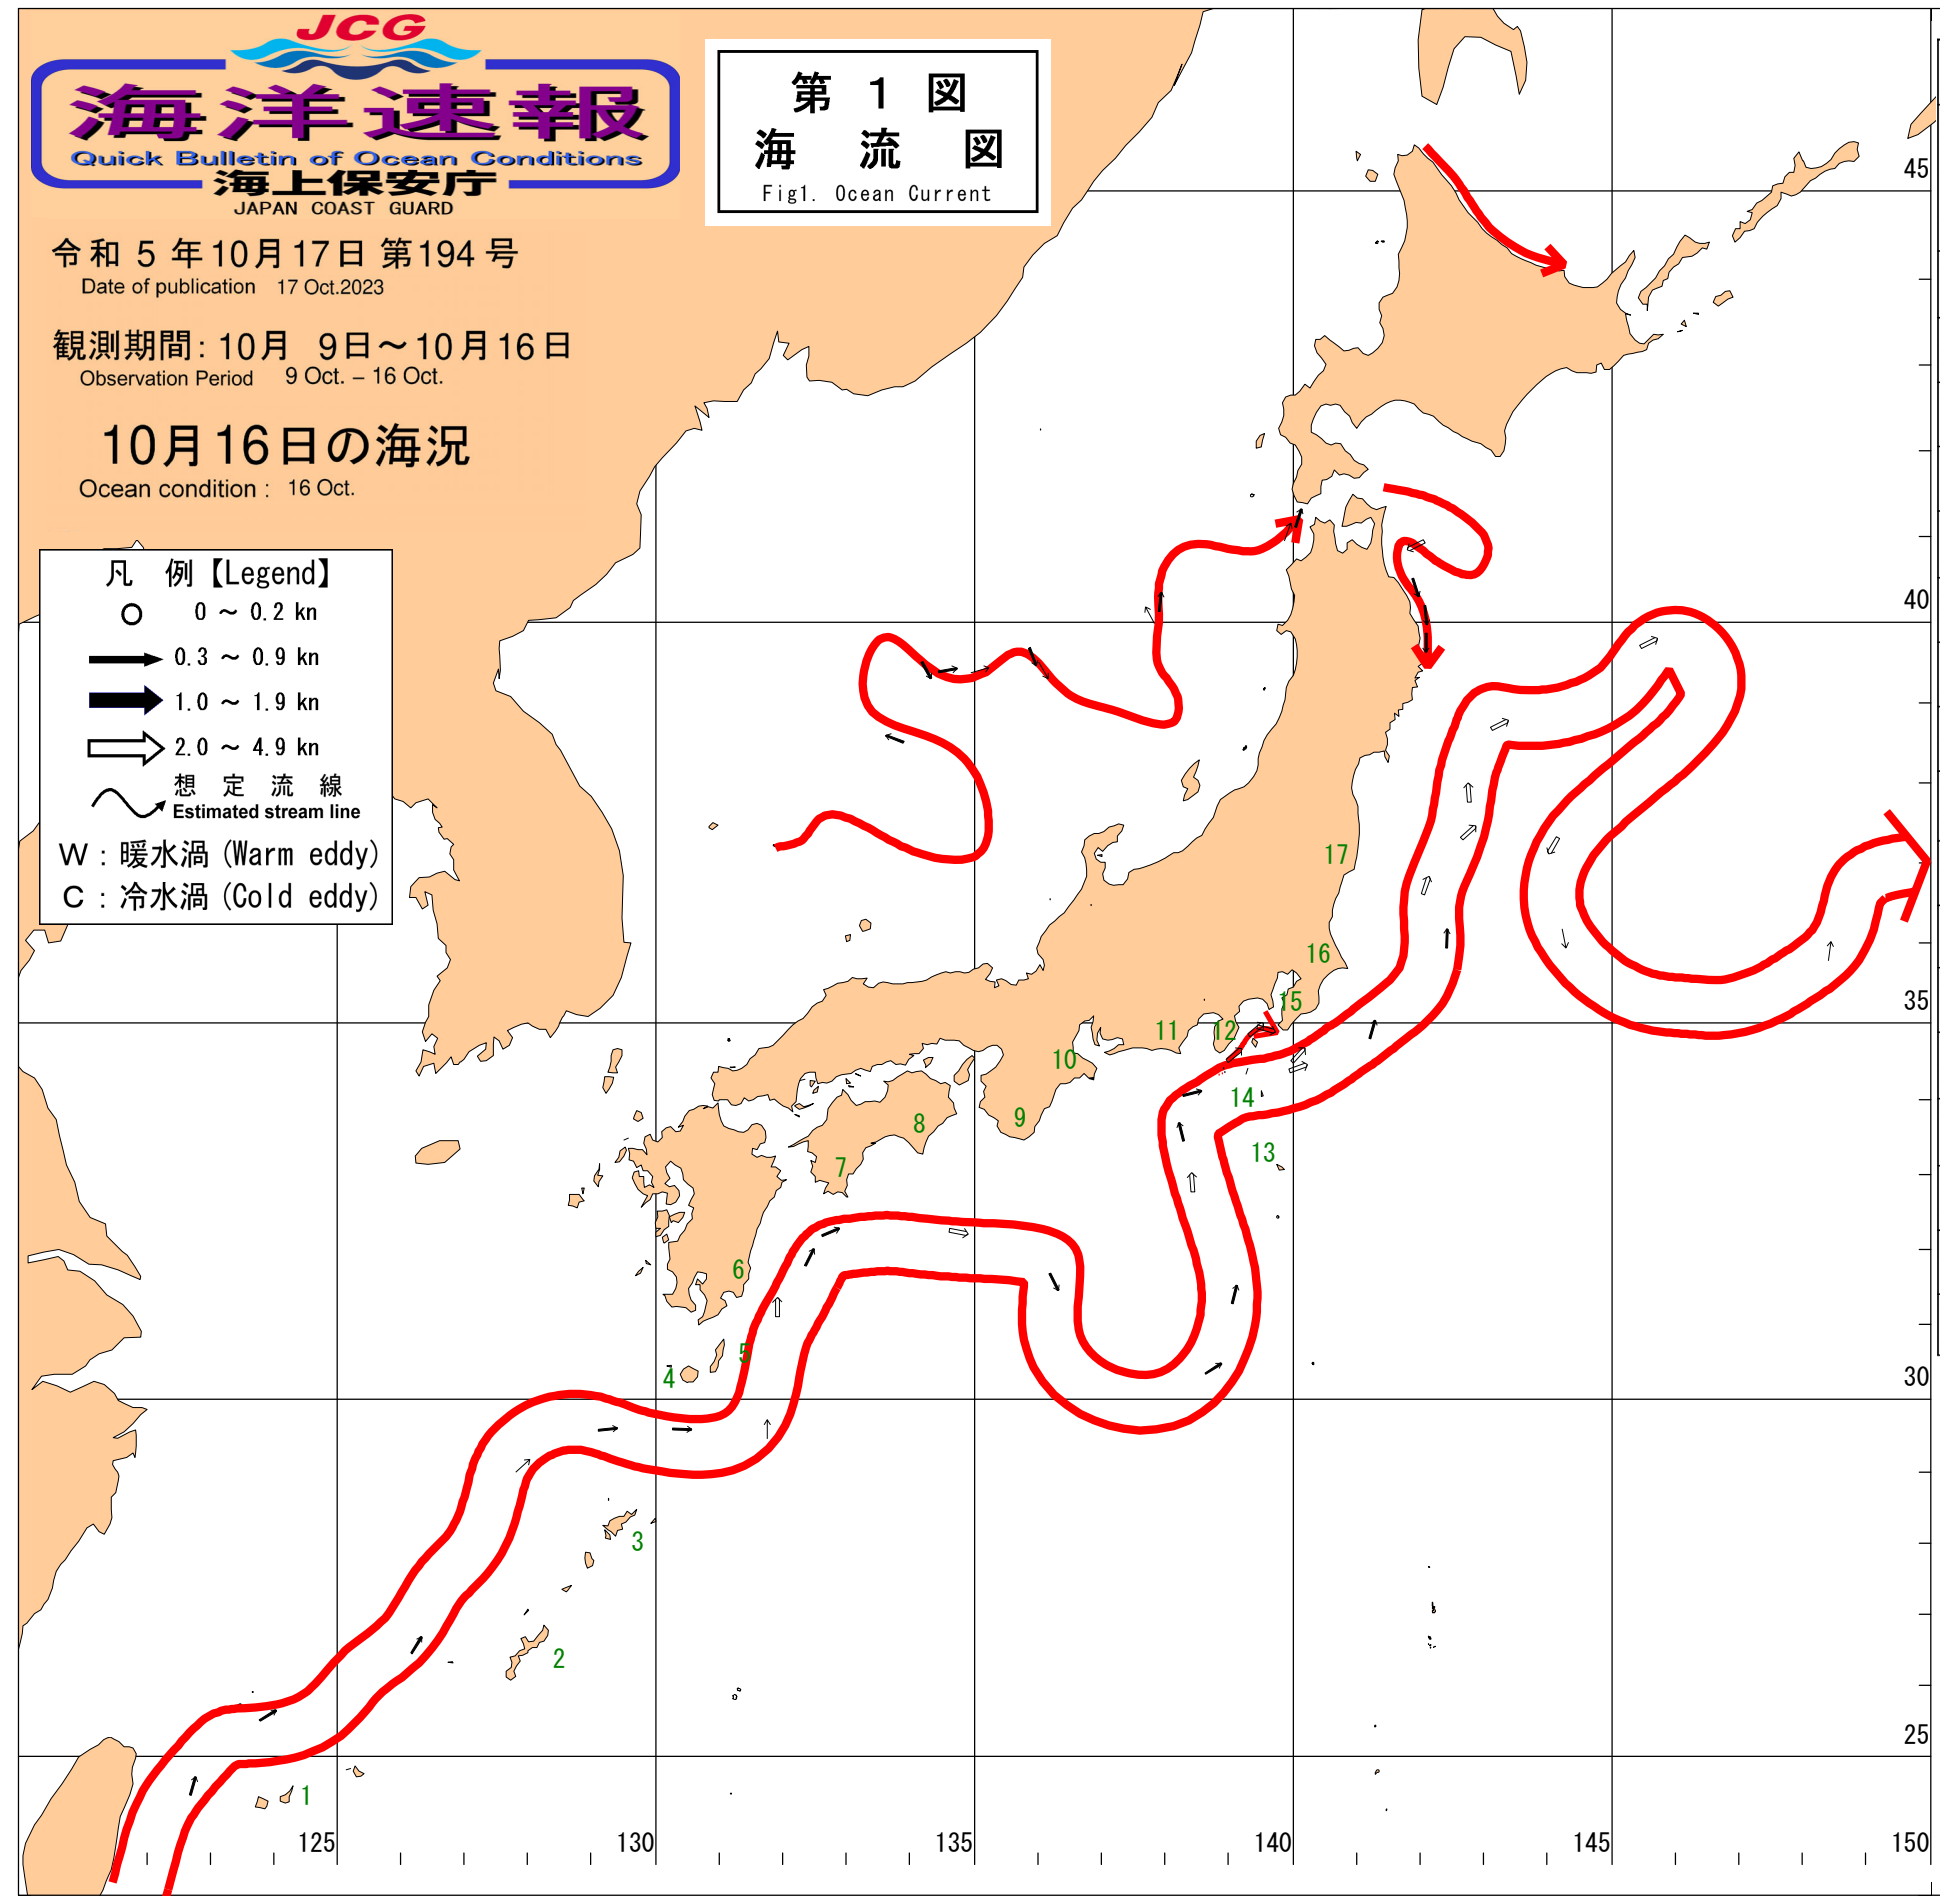 JCG
海洋速報
Quick Bulletin of Ocean Conditions
海上保安庁
JAPAN COAST GUARD
第 1 図
海 流 図
Fig1. Ocean Current
令和 5 年10月17日 第194号
Date of publication 17 Oct.2023
観測期間: 10月 9日～10月16日
Observation Period 9 Oct. – 16 Oct.
10月16日の海況
Ocean condition : 16 Oct.
凡 例【Legend】
0 ～ 0.2 kn
0.3 ～ 0.9 kn
1.0 ～ 1.9 kn
2.0 ～ 4.9 kn
想 定 流 線
Estimated stream line
W : 暖水渦 (Warm eddy)
C : 冷水渦 (Cold eddy)
45
40
35
30
25
17
16
15
11
12
10
14
9
8
13
7
6
5
4
3
2
1
125
130
135
140
145
150